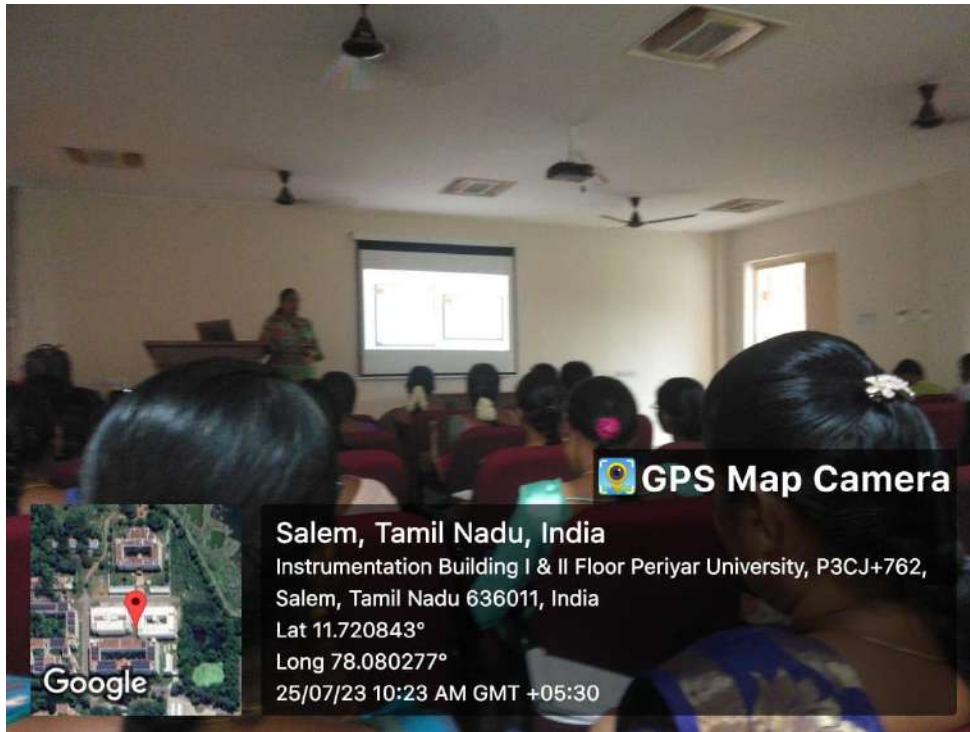 GPS Map Camera
Salem, Tamil Nadu, India
Instrumentation Building I & II Floor Periyar University, P3CJ+762,
Salem, Tamil Nadu 636011, India
Lat 11.720843°
Long 78.080277°
25/07/23 10:23 AM GMT +05:30
Google